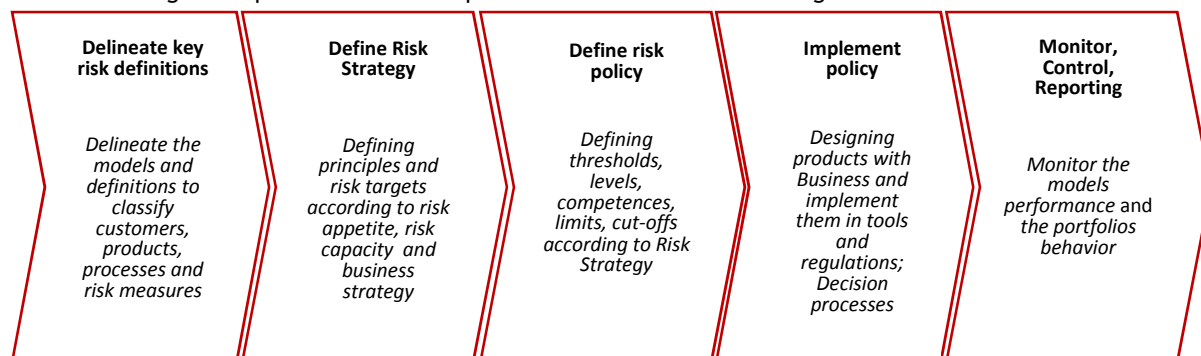 Delineate key
risk definitions
Delineate the
models and
definitions to
classify
customers,
products,
processes and
risk measures
Define Risk
Strategy
Defining
principles and
risk targets
according to risk
appetite, risk
capacity and
business
strategy
Define risk
policy
Defining
thresholds,
levels,
competences,
limits, cut-offs
according to Risk
Strategy
Implement
policy
Designing
products with
Business and
implement
them in tools
and
regulations;
Decision
processes
Monitor,
Control,
Reporting
Monitor the
models
performance and
the portfolios
behavior